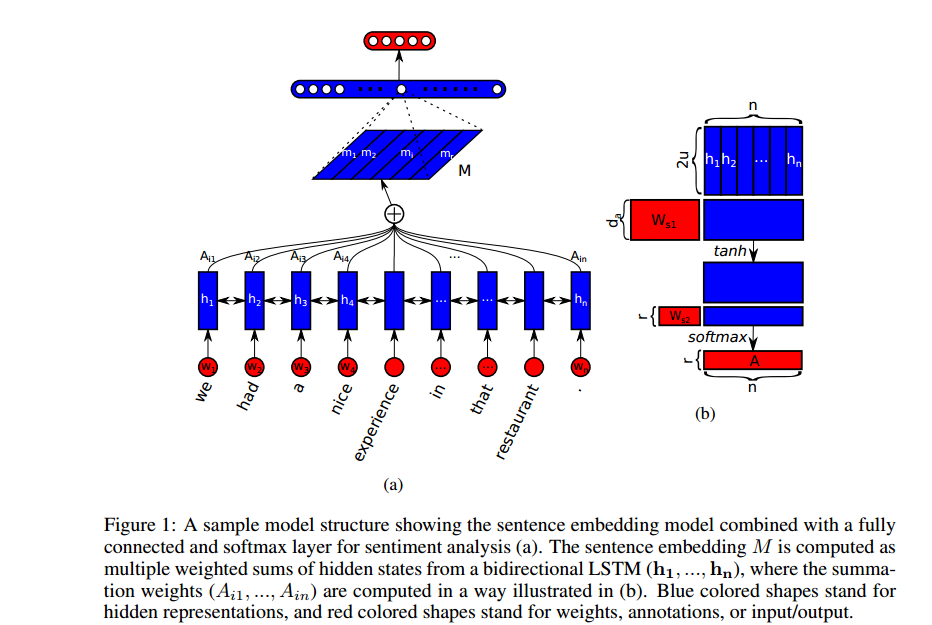 m1 m2 mi mr
M
Ai1 Ai2 Ai3 Ai4 ... Ain
h1 h2 h3 h4 ... ... hn
w1 w2 w3 w4 ... ... wn
we had a nice experience in that restaurant .
(a)
n
2u h1 h2 ... hn
da Ws1
tanh
r Ws2
softmax
r A
n
(b)
Figure 1: A sample model structure showing the sentence embedding model combined with a fully
connected and softmax layer for sentiment analysis (a). The sentence embedding M is computed as
multiple weighted sums of hidden states from a bidirectional LSTM (h1, ..., hn), where the summa-
tion weights (Ai1, ..., Ain) are computed in a way illustrated in (b). Blue colored shapes stand for
hidden representations, and red colored shapes stand for weights, annotations, or input/output.